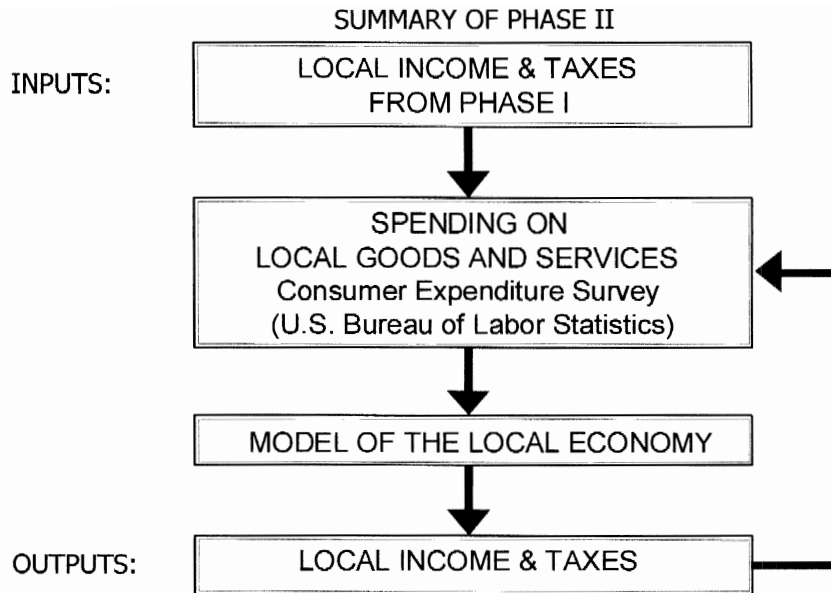 SUMMARY OF PHASE II
INPUTS:
LOCAL INCOME & TAXES
FROM PHASE I
SPENDING ON
LOCAL GOODS AND SERVICES
Consumer Expenditure Survey
(U.S. Bureau of Labor Statistics)
MODEL OF THE LOCAL ECONOMY
OUTPUTS:
LOCAL INCOME & TAXES